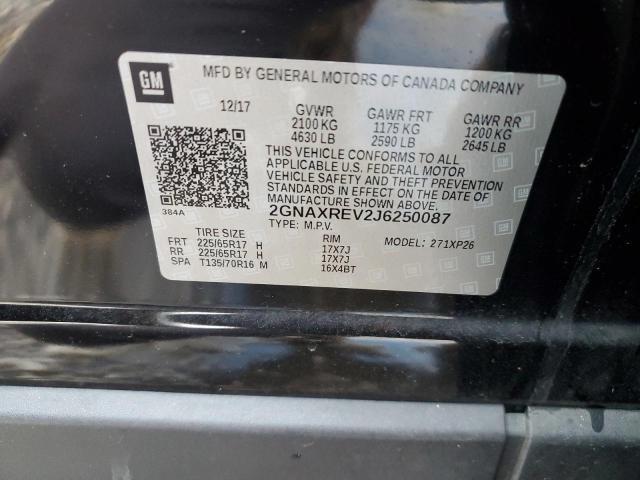 GM
MFD BY GENERAL MOTORS OF CANADA COMPANY
12/17 GVWR GAWR FRT GAWR RR
2100 KG 1175 KG 1200 KG
4630 LB 2590 LB 2645 LB
THIS VEHICLE CONFORMS TO ALL
APPLICABLE U.S. FEDERAL MOTOR
VEHICLE SAFETY AND THEFT PREVENTION
STANDARDS IN EFFECT ON THE DATE OF
MANUFACTURE SHOWN ABOVE.
384A
2GNAXREV2J6250087
TYPE: M.P.V.
TIRE SIZE RIM MODEL: 271XP26
FRT 225/65R17 H 17X7J
RR 225/65R17 H 17X7J
SPA T135/70R16 M 16X4BT